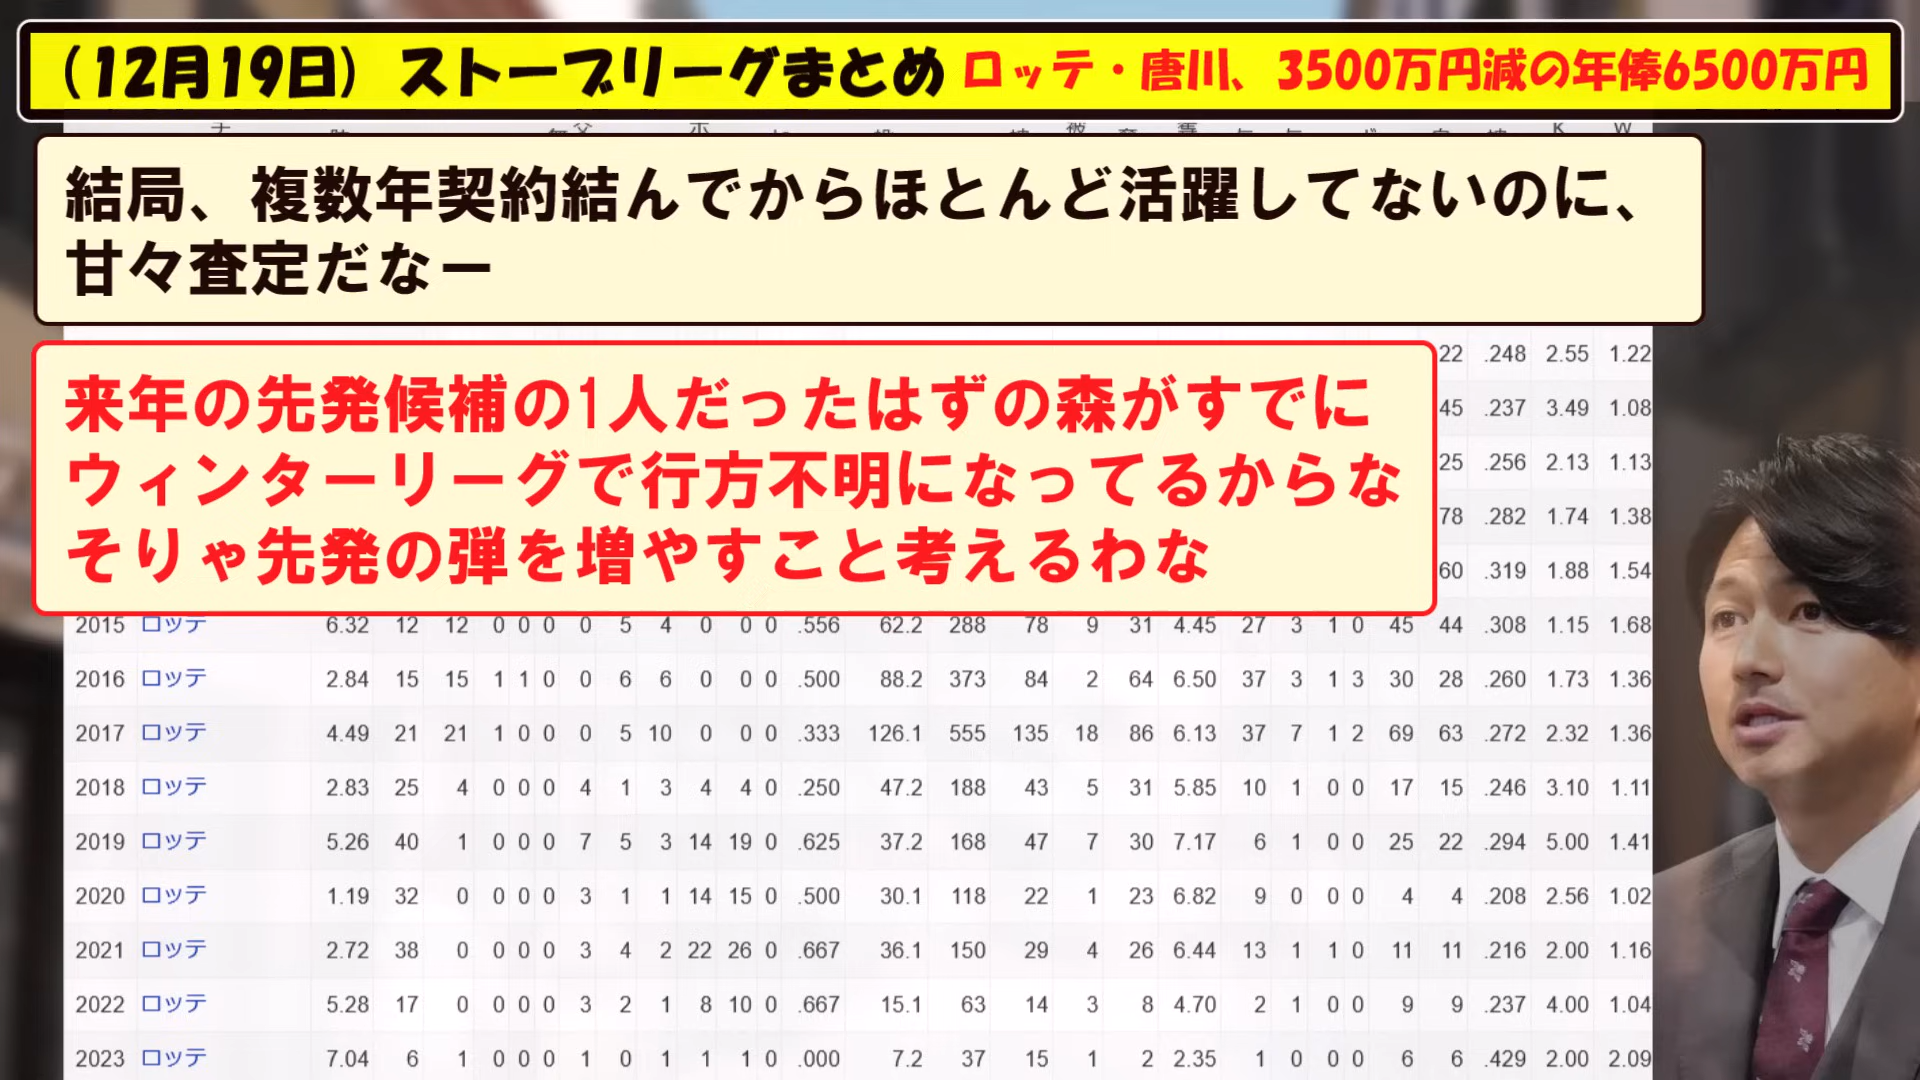 (12月19日) ストーブリーグまとめ ロッテ・唐川、3500万円減の年俸6500万円
結局、複数年契約結んでからほとんど活躍してないのに、
甘々査定だなー
22 .248 2.55 1.22
来年の先発候補の1人だったはずの森がすでに
45 .237 3.49 1.08
ウィンターリーグで行方不明になってるからな
25 .256 2.13 1.13
78 .282 1.74 1.38
そりゃ先発の弾を増やすこと考えるわな
60 .319 1.88 1.54
2015 ロッテ 6.32 12 12 0 0 0 0 5 4 0 0 0 .556 62.2 288 78 9 31 4.45 27 3 1 0 45 44 .308 1.15 1.68
2016 ロッテ 2.84 15 15 1 1 0 0 6 6 0 0 0 .500 88.2 373 84 2 64 6.50 37 3 1 3 30 28 .260 1.73 1.36
2017 ロッテ 4.49 21 21 1 0 0 0 5 10 0 0 0 .333 126.1 555 135 18 86 6.13 37 7 1 2 69 63 .272 2.32 1.36
2018 ロッテ 2.83 25 4 0 0 0 4 1 3 4 4 0 .250 47.2 188 43 5 31 5.85 10 1 0 0 17 15 .246 3.10 1.11
2019 ロッテ 5.26 40 1 0 0 0 7 5 3 14 19 0 .625 37.2 168 47 7 30 7.17 6 1 0 0 25 22 .294 5.00 1.41
2020 ロッテ 1.19 32 0 0 0 0 3 1 1 14 15 0 .500 30.1 118 22 1 23 6.82 9 0 0 0 4 4 .208 2.56 1.02
2021 ロッテ 2.72 38 0 0 0 0 3 4 2 22 26 0 .667 36.1 150 29 4 26 6.44 13 1 1 0 11 11 .216 2.00 1.16
2022 ロッテ 5.28 17 0 0 0 0 3 2 1 8 10 0 .667 15.1 63 14 3 8 4.70 2 1 0 0 9 9 .237 4.00 1.04
2023 ロッテ 7.04 6 1 0 0 0 1 0 1 1 1 0 .000 7.2 37 15 1 2 2.35 1 0 0 0 6 6 .429 2.00 2.09